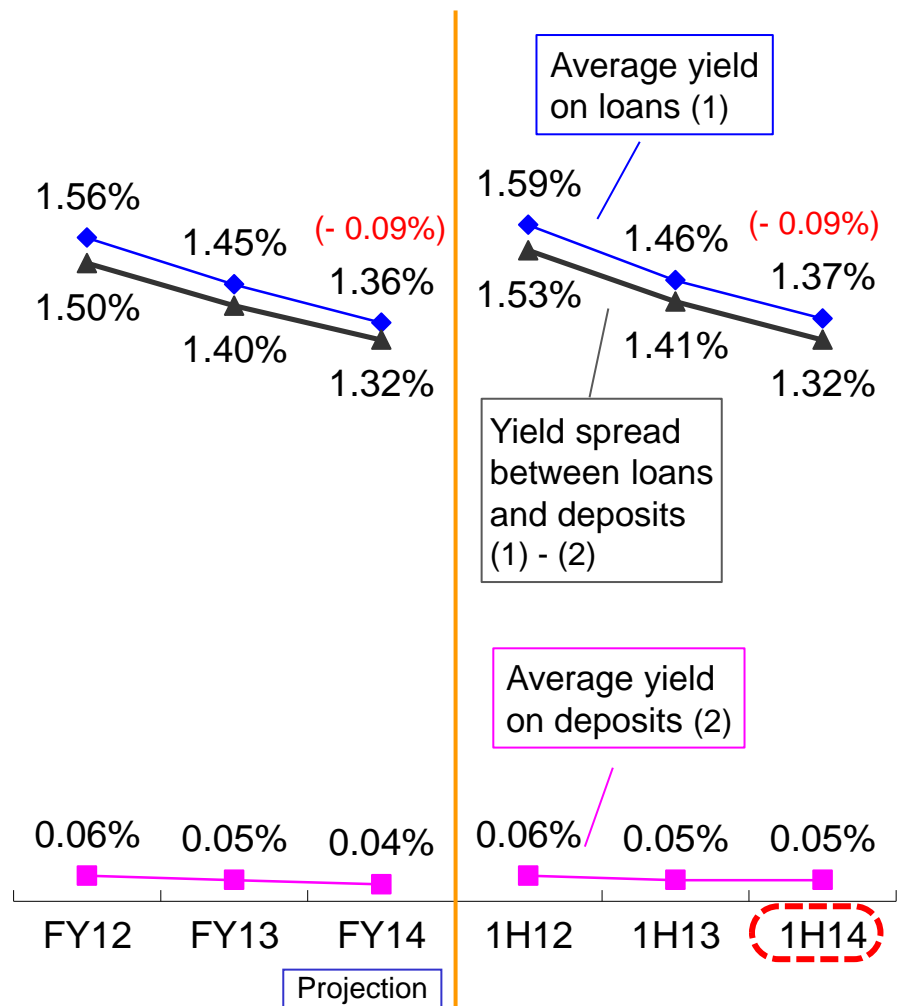 Average yield
on loans (1)
1.56%
1.45%
(- 0.09%)
1.36%
1.50%
1.40%
1.32%
1.59%
1.46%
(- 0.09%)
1.37%
1.53%
1.41%
1.32%
Yield spread
between loans
and deposits
(1) - (2)
Average yield
on deposits (2)
0.06%
0.05%
0.04%
0.06%
0.05%
0.05%
FY12
FY13
FY14
1H12
1H13
1H14
Projection